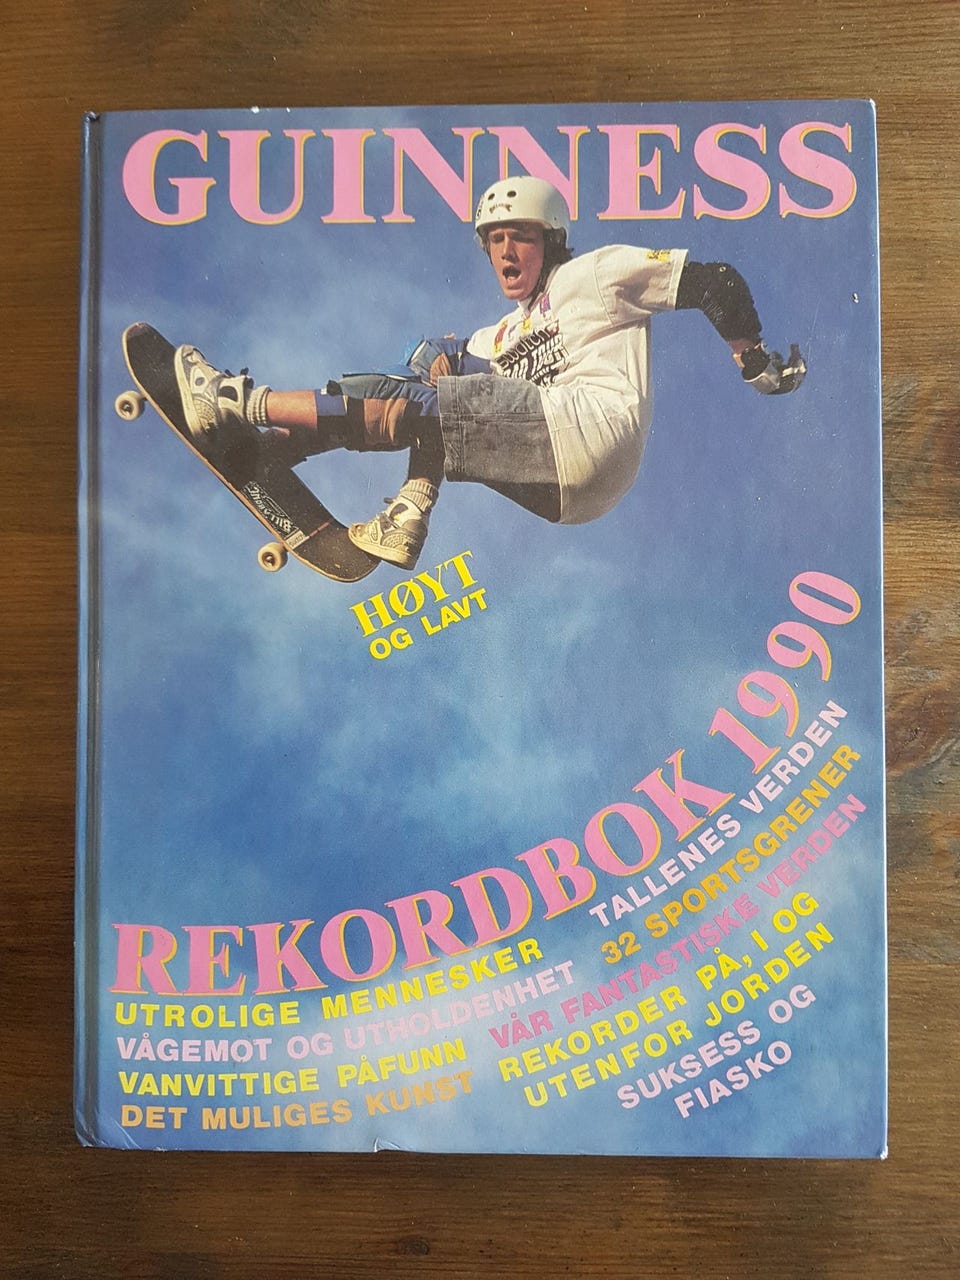 GUINNESS
HØYT
OG LAVT
REKORDBOK 1990
UTROLIGE MENNESKER
VÅGEMOT OG UTHOLDENHET
VANVITTIGE PÅFUNN
DET MULIGES KUNST
TALLENES VERDEN
32 SPORTSGRENER
VÅR FANTASTISKE VERDEN
REKORDER PÅ, I OG
UTENFOR JORDEN
SUKSESS OG
FIASKO